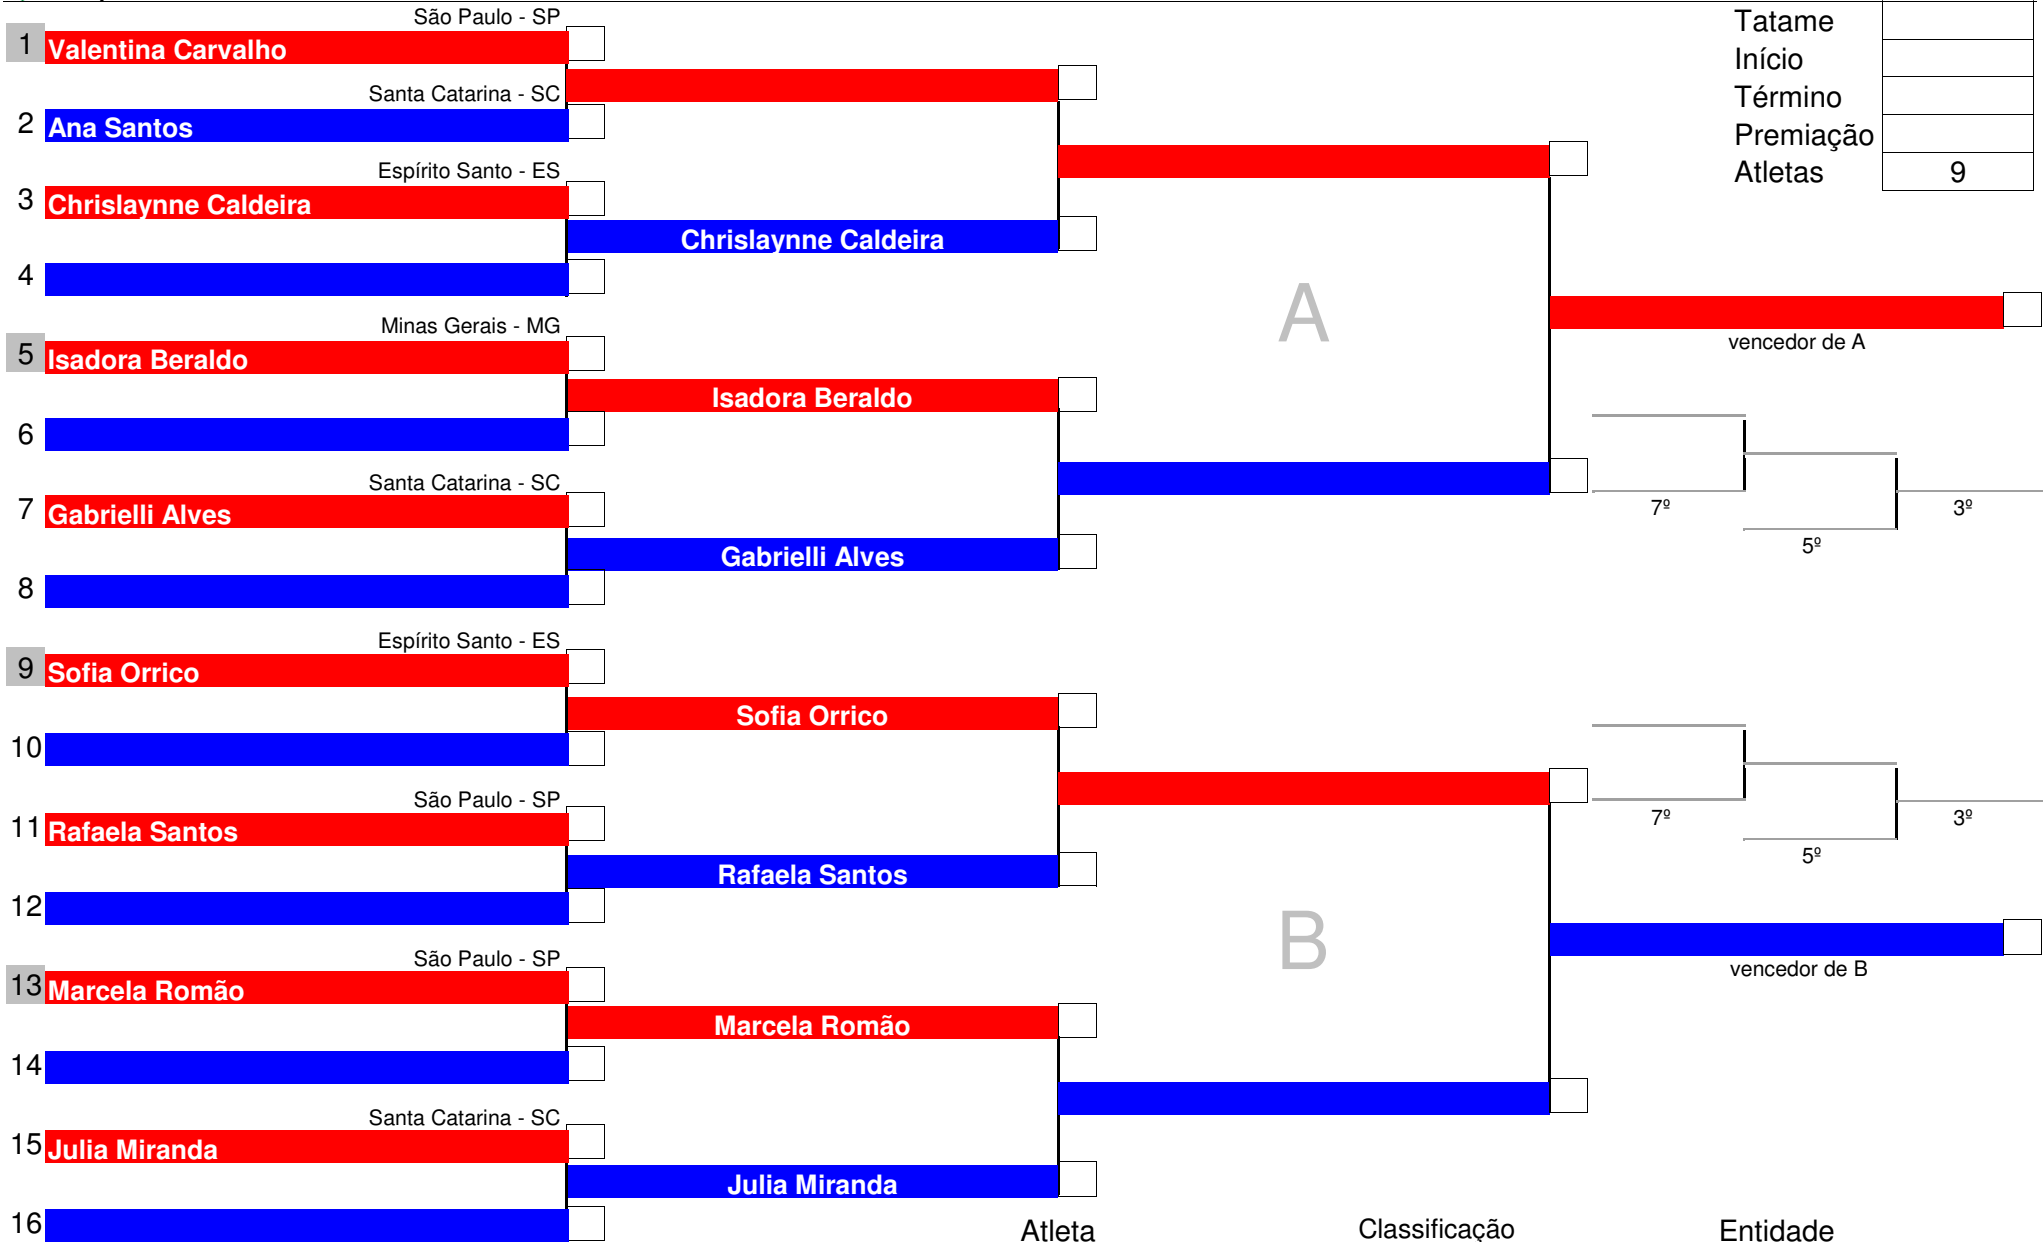 São Paulo - SP
1 Valentina Carvalho
Santa Catarina - SC
2 Ana Santos
Espírito Santo - ES
3 Chrislaynne Caldeira
Chrislaynne Caldeira
4
Minas Gerais - MG
5 Isadora Beraldo
Isadora Beraldo
6
Santa Catarina - SC
7 Gabrielli Alves
Gabrielli Alves
8
Espírito Santo - ES
9 Sofia Orrico
Sofia Orrico
10
São Paulo - SP
11 Rafaela Santos
Rafaela Santos
12
São Paulo - SP
13 Marcela Romão
Marcela Romão
14
Santa Catarina - SC
15 Julia Miranda
Julia Miranda
16
Tatame
Início
Término
Premiação
Atletas 9
A
vencedor de A
7º
3º
5º
7º
3º
5º
B
vencedor de B
Atleta Classificação Entidade